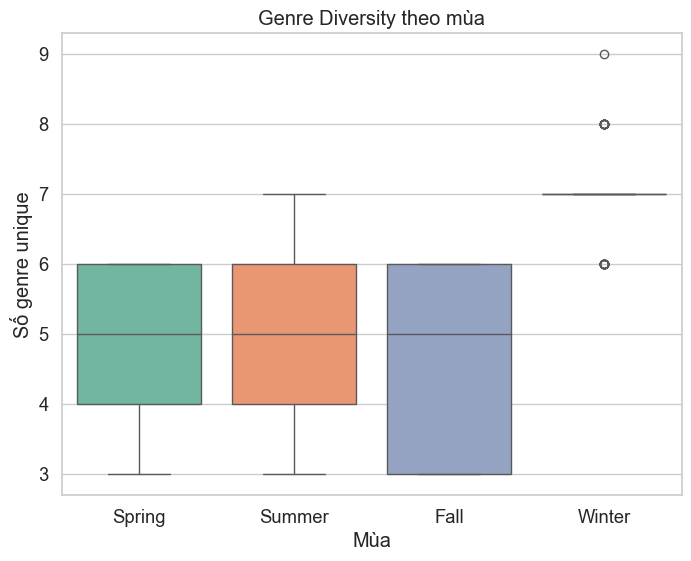 Genre Diversity theo mùa
Số genre unique
9
8
7
6
5
4
3
Spring Summer Fall Winter
Mùa